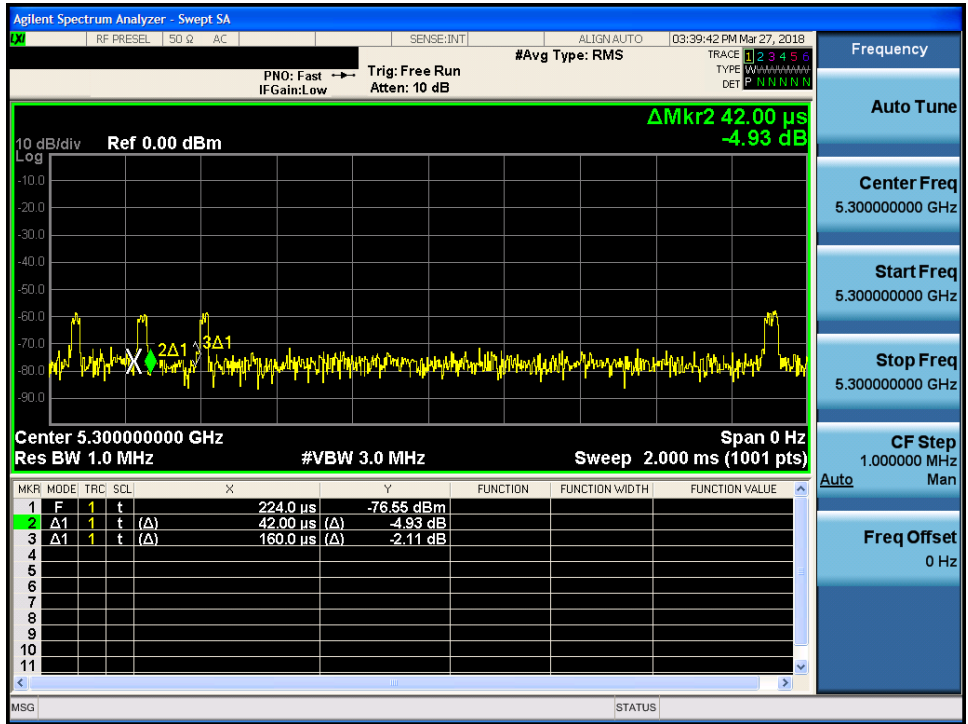 Agilent Spectrum Analyzer - Swept SA
LXI RF PRESEL 50 Ω AC SENSE:INT ALIGN AUTO 03:39:42 PM Mar 27, 2018
#Avg Type: RMS TRACE 1 2 3 4 5 6
PNO: Fast Trig: Free Run TYPE WWWWWW
IFGain:Low Atten: 10 dB DET P N N N N N
ΔMkr2 42.00 µs
-4.93 dB
10 dB/div Ref 0.00 dBm
Log
-10.0
-20.0
-30.0
-40.0
-50.0
-60.0
-70.0
-80.0
-90.0
X 2Δ1 3Δ1
Center 5.300000000 GHz Span 0 Hz
Res BW 1.0 MHz #VBW 3.0 MHz Sweep 2.000 ms (1001 pts)
MKR MODE TRC SCL X Y FUNCTION FUNCTION WIDTH FUNCTION VALUE
1 F 1 t 224.0 µs -76.55 dBm
2 Δ1 1 t (Δ) 42.00 µs (Δ) -4.93 dB
3 Δ1 1 t (Δ) 160.0 µs (Δ) -2.11 dB
4
5
6
7
8
9
10
11
MSG STATUS
Frequency
Auto Tune
Center Freq
5.300000000 GHz
Start Freq
5.300000000 GHz
Stop Freq
5.300000000 GHz
CF Step
1.000000 MHz
Auto Man
Freq Offset
0 Hz